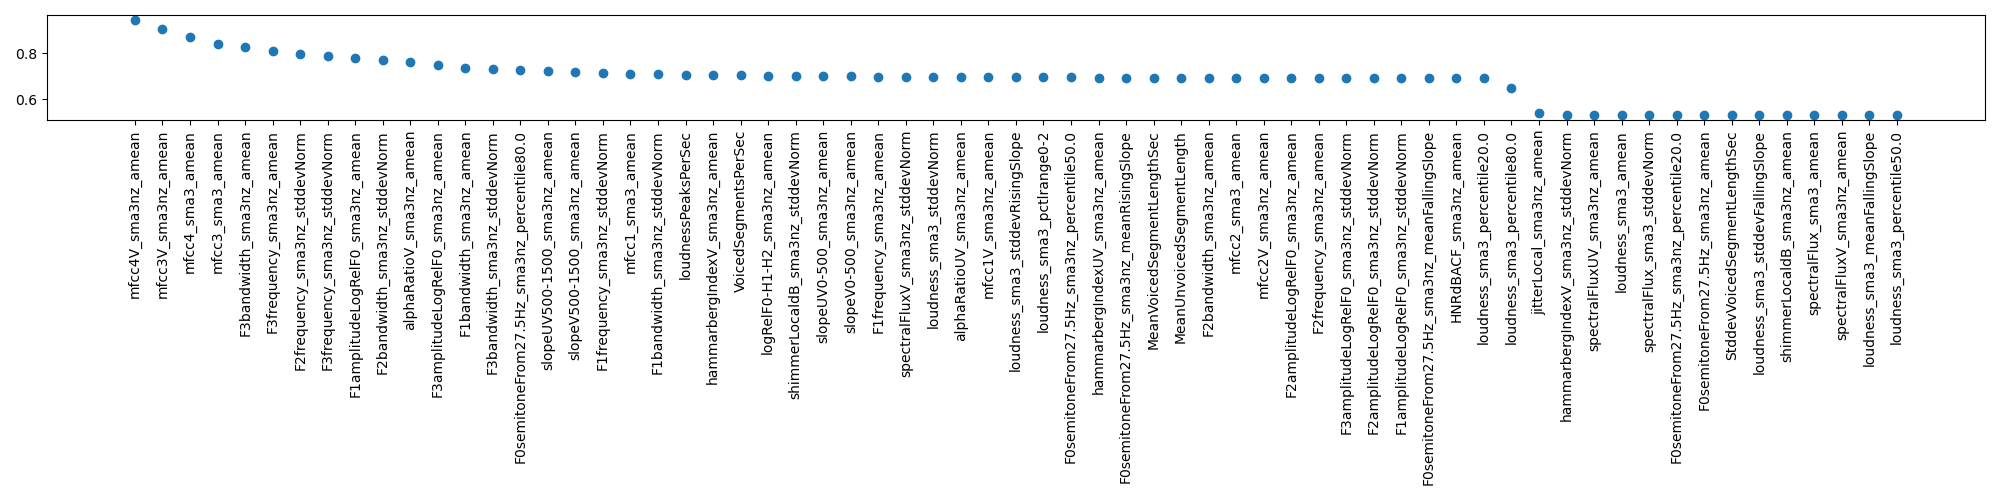 0.8
0.6
mfcc4V_sma3nz_amean
mfcc3V_sma3nz_amean
mfcc4_sma3_amean
mfcc3_sma3_amean
F3bandwidth_sma3nz_amean
F3frequency_sma3nz_amean
F2frequency_sma3nz_stddevNorm
F3frequency_sma3nz_stddevNorm
F1amplitudeLogRelF0_sma3nz_amean
F2bandwidth_sma3nz_stddevNorm
alphaRatioV_sma3nz_amean
F3amplitudeLogRelF0_sma3nz_amean
F1bandwidth_sma3nz_amean
F3bandwidth_sma3nz_stddevNorm
F0semitoneFrom27.5Hz_sma3nz_percentile80.0
slopeUV500-1500_sma3nz_amean
slopeV500-1500_sma3nz_amean
F1frequency_sma3nz_stddevNorm
mfcc1_sma3_amean
F1bandwidth_sma3nz_stddevNorm
loudnessPeaksPerSec
hammarbergIndexV_sma3nz_amean
VoicedSegmentsPerSec
logRelF0-H1-H2_sma3nz_amean
shimmerLocaldB_sma3nz_stddevNorm
slopeUV0-500_sma3nz_amean
slopeV0-500_sma3nz_amean
F1frequency_sma3nz_amean
spectralFluxV_sma3nz_stddevNorm
loudness_sma3_stddevNorm
alphaRatioUV_sma3nz_amean
mfcc1V_sma3nz_amean
loudness_sma3_stddevRisingSlope
loudness_sma3_pctlrange0-2
F0semitoneFrom27.5Hz_sma3nz_percentile50.0
hammarbergIndexUV_sma3nz_amean
F0semitoneFrom27.5Hz_sma3nz_meanRisingSlope
MeanVoicedSegmentLengthSec
MeanUnvoicedSegmentLength
F2bandwidth_sma3nz_amean
mfcc2_sma3_amean
mfcc2V_sma3nz_amean
F2amplitudeLogRelF0_sma3nz_amean
F2frequency_sma3nz_amean
F3amplitudeLogRelF0_sma3nz_stddevNorm
F2amplitudeLogRelF0_sma3nz_stddevNorm
F1amplitudeLogRelF0_sma3nz_stddevNorm
F0semitoneFrom27.5Hz_sma3nz_meanFallingSlope
HNRdBACF_sma3nz_amean
loudness_sma3_percentile20.0
loudness_sma3_percentile80.0
jitterLocal_sma3nz_amean
hammarbergIndexV_sma3nz_stddevNorm
spectralFluxUV_sma3nz_amean
loudness_sma3_amean
spectralFlux_sma3_stddevNorm
F0semitoneFrom27.5Hz_sma3nz_percentile20.0
F0semitoneFrom27.5Hz_sma3nz_amean
StddevVoicedSegmentLengthSec
loudness_sma3_stddevFallingSlope
shimmerLocaldB_sma3nz_amean
spectralFlux_sma3_amean
spectralFluxV_sma3nz_amean
loudness_sma3_meanFallingSlope
loudness_sma3_percentile50.0